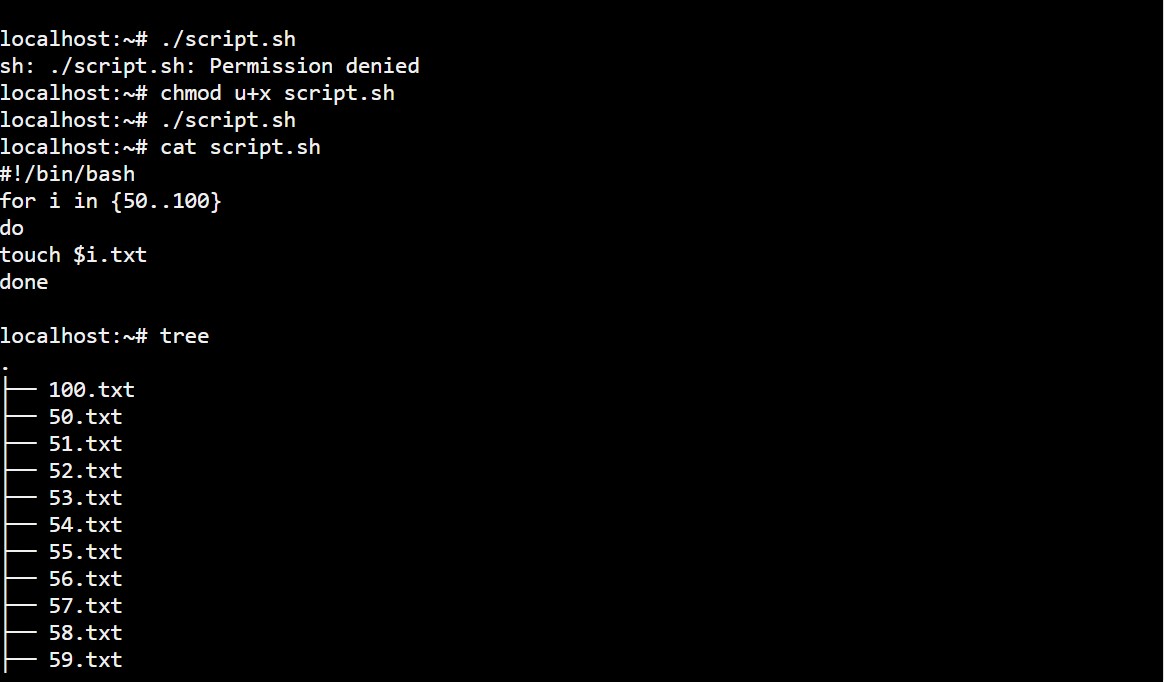 localhost:~# ./script.sh
sh: ./script.sh: Permission denied
localhost:~# chmod u+x script.sh
localhost:~# ./script.sh
localhost:~# cat script.sh
#!/bin/bash
for i in {50..100}
do
touch $i.txt
done

localhost:~# tree
.
├── 100.txt
├── 50.txt
├── 51.txt
├── 52.txt
├── 53.txt
├── 54.txt
├── 55.txt
├── 56.txt
├── 57.txt
├── 58.txt
├── 59.txt